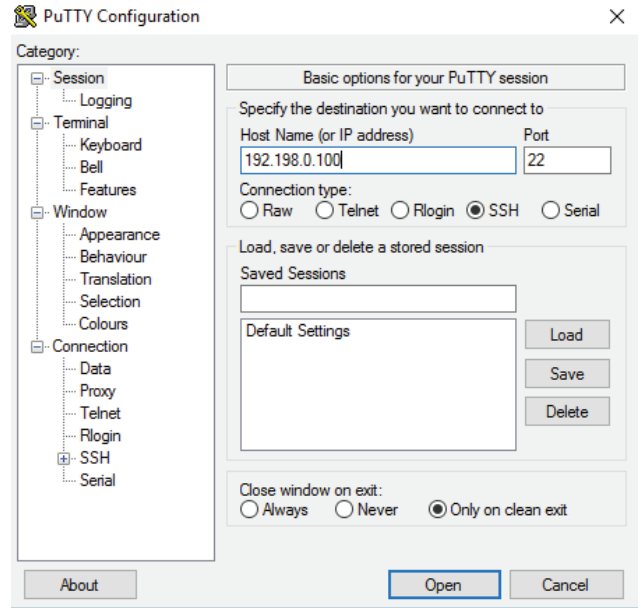 PuTTY Configuration
Category:
Session
Logging
Terminal
Keyboard
Bell
Features
Window
Appearance
Behaviour
Translation
Selection
Colours
Connection
Data
Proxy
Telnet
Rlogin
SSH
Serial
Basic options for your PuTTY session
Specify the destination you want to connect to
Host Name (or IP address) Port
192.198.0.100 22
Connection type:
Raw Telnet Rlogin SSH Serial
Load, save or delete a stored session
Saved Sessions
Default Settings
Load
Save
Delete
Close window on exit:
Always Never Only on clean exit
About Open Cancel